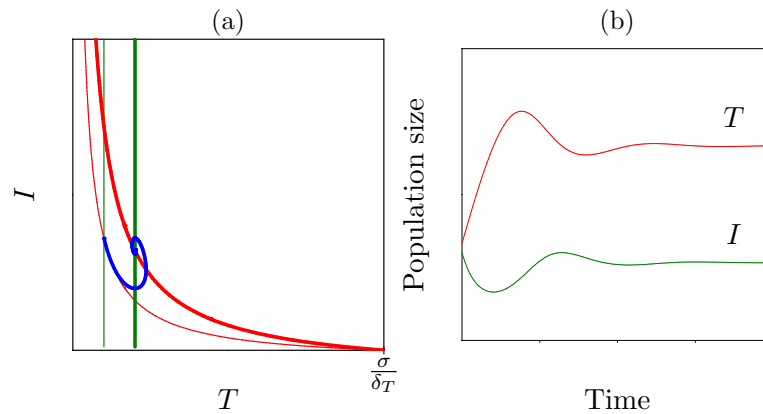 (a)
I
T
σ/δ_T
(b)
Population size
T
I
Time